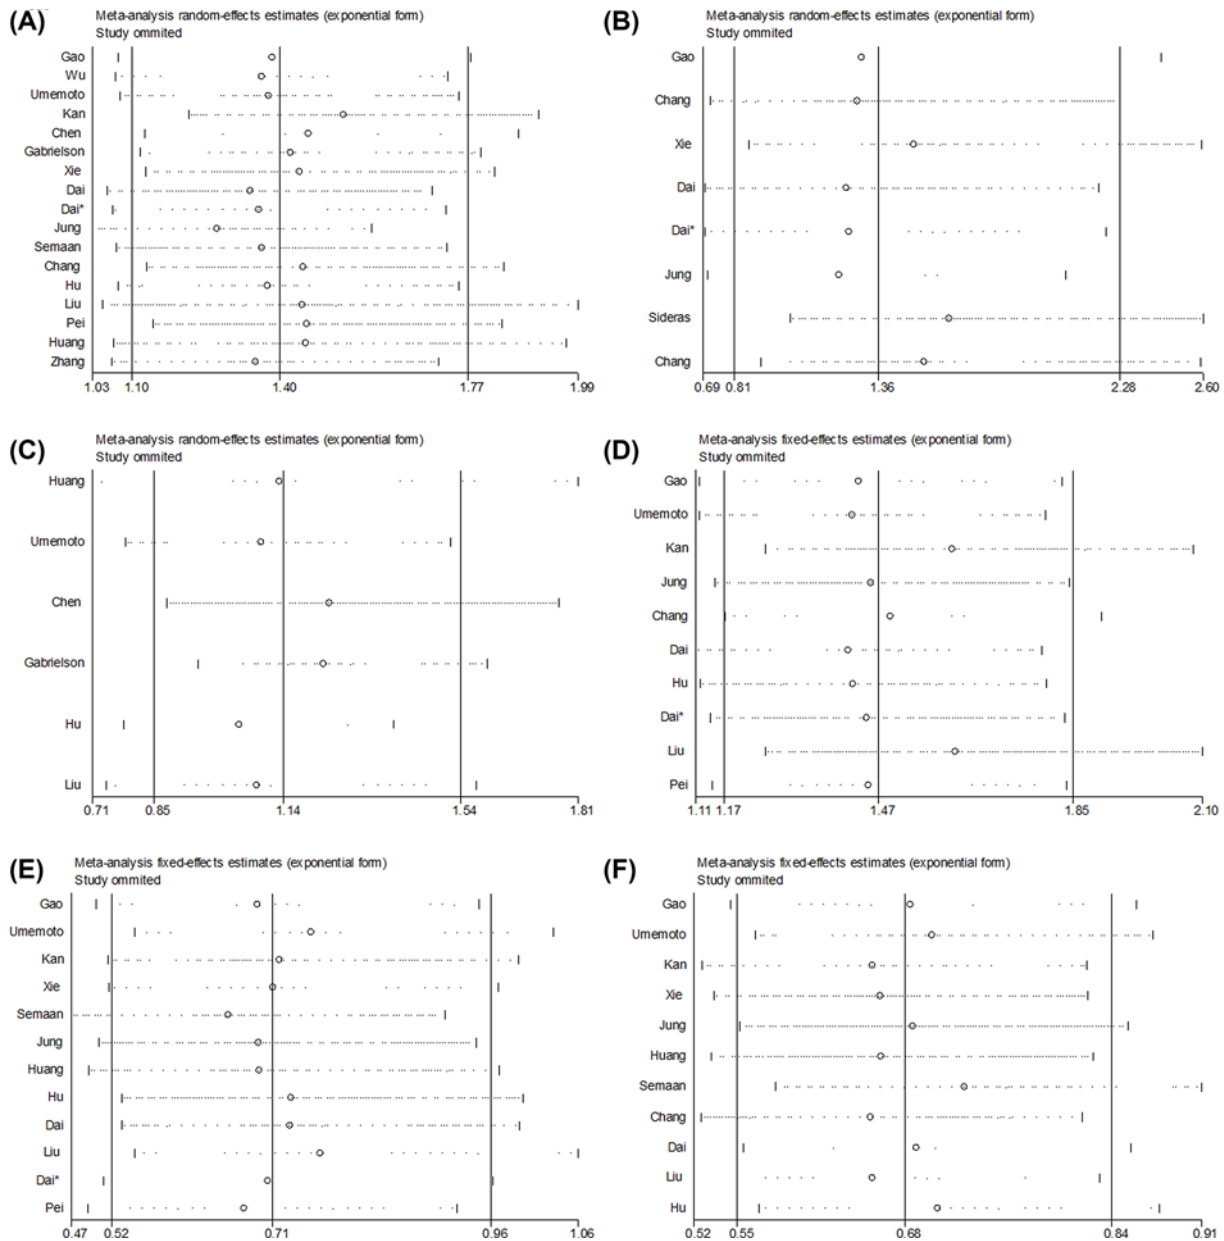 (A)
Meta-analysis random-effects estimates (exponential form)
Study ommited
Gao
Wu
Umemoto
Kan
Chen
Gabrielson
Xie
Dai
Dai*
Jung
Semaan
Chang
Hu
Liu
Pei
Huang
Zhang
1.03 1.10 1.40 1.77 1.99
(B)
Meta-analysis random-effects estimates (exponential form)
Study ommited
Gao
Chang
Xie
Dai
Dai*
Jung
Sideras
Chang
0.69 0.81 1.36 2.28 2.60
(C)
Meta-analysis random-effects estimates (exponential form)
Study ommited
Huang
Umemoto
Chen
Gabrielson
Hu
Liu
0.71 0.85 1.14 1.54 1.81
(D)
Meta-analysis fixed-effects estimates (exponential form)
Study ommited
Gao
Umemoto
Kan
Jung
Chang
Dai
Hu
Dai*
Liu
Pei
1.11 1.17 1.47 1.85 2.10
(E)
Meta-analysis fixed-effects estimates (exponential form)
Study ommited
Gao
Umemoto
Kan
Xie
Semaan
Jung
Huang
Hu
Dai
Liu
Dai*
Pei
0.47 0.52 0.71 0.96 1.06
(F)
Meta-analysis fixed-effects estimates (exponential form)
Study ommited
Gao
Umemoto
Kan
Xie
Jung
Huang
Semaan
Chang
Dai
Liu
Hu
0.52 0.55 0.68 0.84 0.91